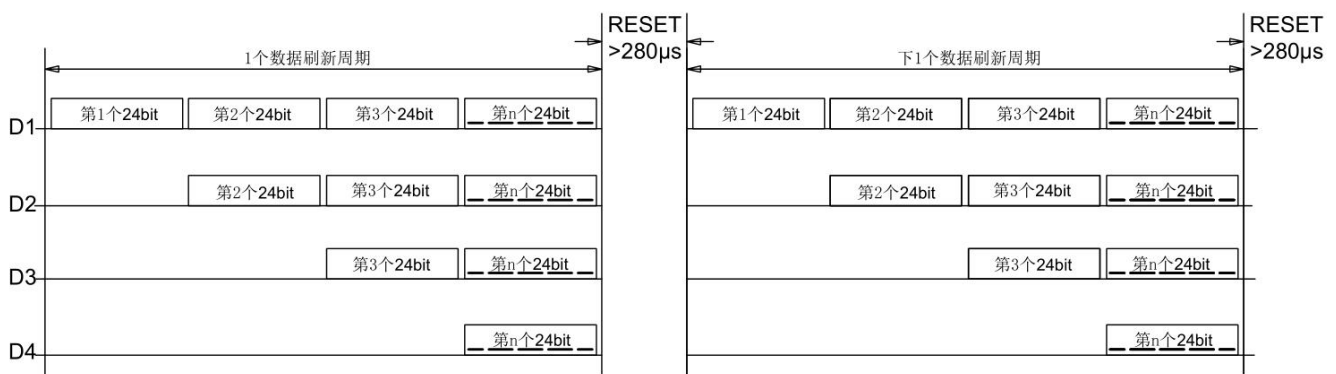 RESET
>280μs
RESET
>280μs
1个数据刷新周期
下1个数据刷新周期
D1
第1个24bit
第2个24bit
第3个24bit
第n个24bit
第1个24bit
第2个24bit
第3个24bit
第n个24bit
D2
第2个24bit
第3个24bit
第n个24bit
第2个24bit
第3个24bit
第n个24bit
D3
第3个24bit
第n个24bit
第3个24bit
第n个24bit
D4
第n个24bit
第n个24bit